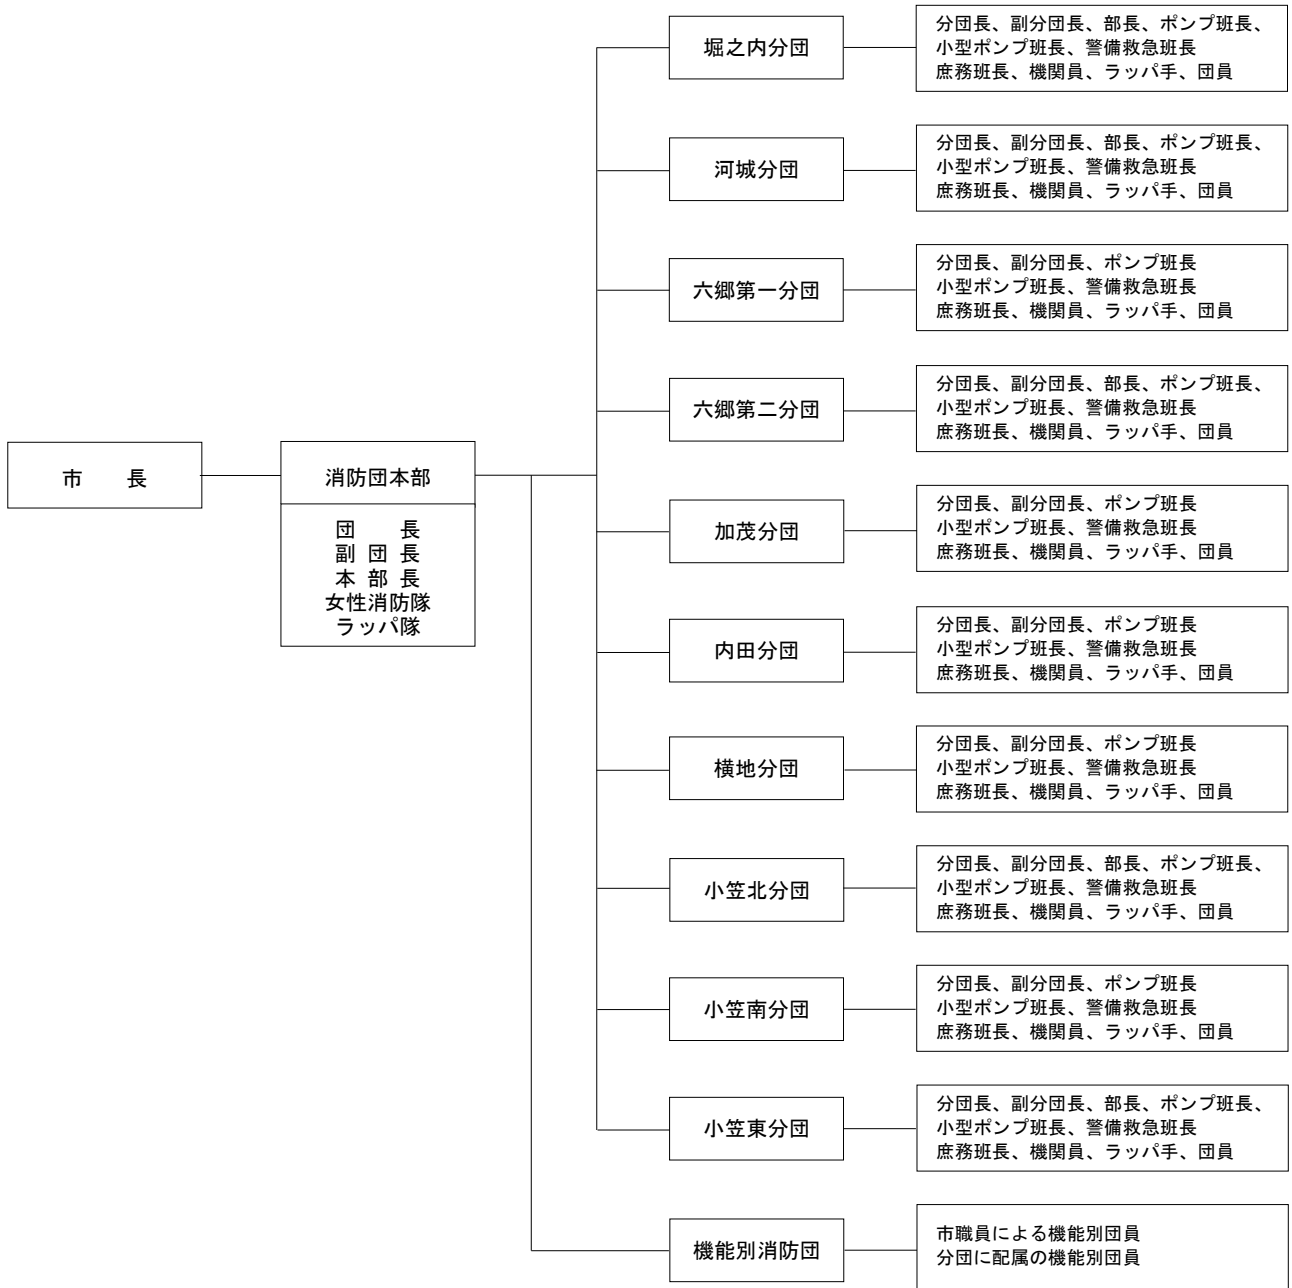 市　　長
消防団本部
団　　長
副 団 長
本 部 長
女性消防隊
ラッパ隊
堀之内分団
分団長、副分団長、部長、ポンプ班長、
小型ポンプ班長、警備救急班長
庶務班長、機関員、ラッパ手、団員
河城分団
分団長、副分団長、部長、ポンプ班長、
小型ポンプ班長、警備救急班長
庶務班長、機関員、ラッパ手、団員
六郷第一分団
分団長、副分団長、ポンプ班長
小型ポンプ班長、警備救急班長
庶務班長、機関員、ラッパ手、団員
六郷第二分団
分団長、副分団長、部長、ポンプ班長、
小型ポンプ班長、警備救急班長
庶務班長、機関員、ラッパ手、団員
加茂分団
分団長、副分団長、ポンプ班長
小型ポンプ班長、警備救急班長
庶務班長、機関員、ラッパ手、団員
内田分団
分団長、副分団長、ポンプ班長
小型ポンプ班長、警備救急班長
庶務班長、機関員、ラッパ手、団員
横地分団
分団長、副分団長、ポンプ班長
小型ポンプ班長、警備救急班長
庶務班長、機関員、ラッパ手、団員
小笠北分団
分団長、副分団長、部長、ポンプ班長、
小型ポンプ班長、警備救急班長
庶務班長、機関員、ラッパ手、団員
小笠南分団
分団長、副分団長、ポンプ班長
小型ポンプ班長、警備救急班長
庶務班長、機関員、ラッパ手、団員
小笠東分団
分団長、副分団長、部長、ポンプ班長、
小型ポンプ班長、警備救急班長
庶務班長、機関員、ラッパ手、団員
機能別消防団
市職員による機能別団員
分団に配属の機能別団員